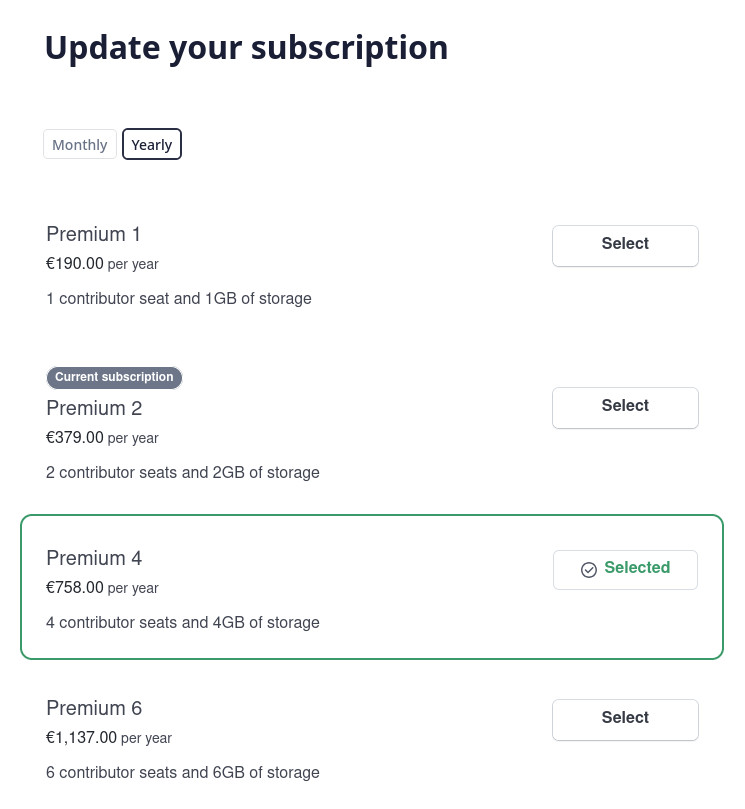 Update your subscription
Monthly Yearly
Premium 1
Select
€190.00 per year
1 contributor seat and 1GB of storage
Current subscription
Premium 2
Select
€379.00 per year
2 contributor seats and 2GB of storage
Premium 4
Selected
€758.00 per year
4 contributor seats and 4GB of storage
Premium 6
Select
€1,137.00 per year
6 contributor seats and 6GB of storage